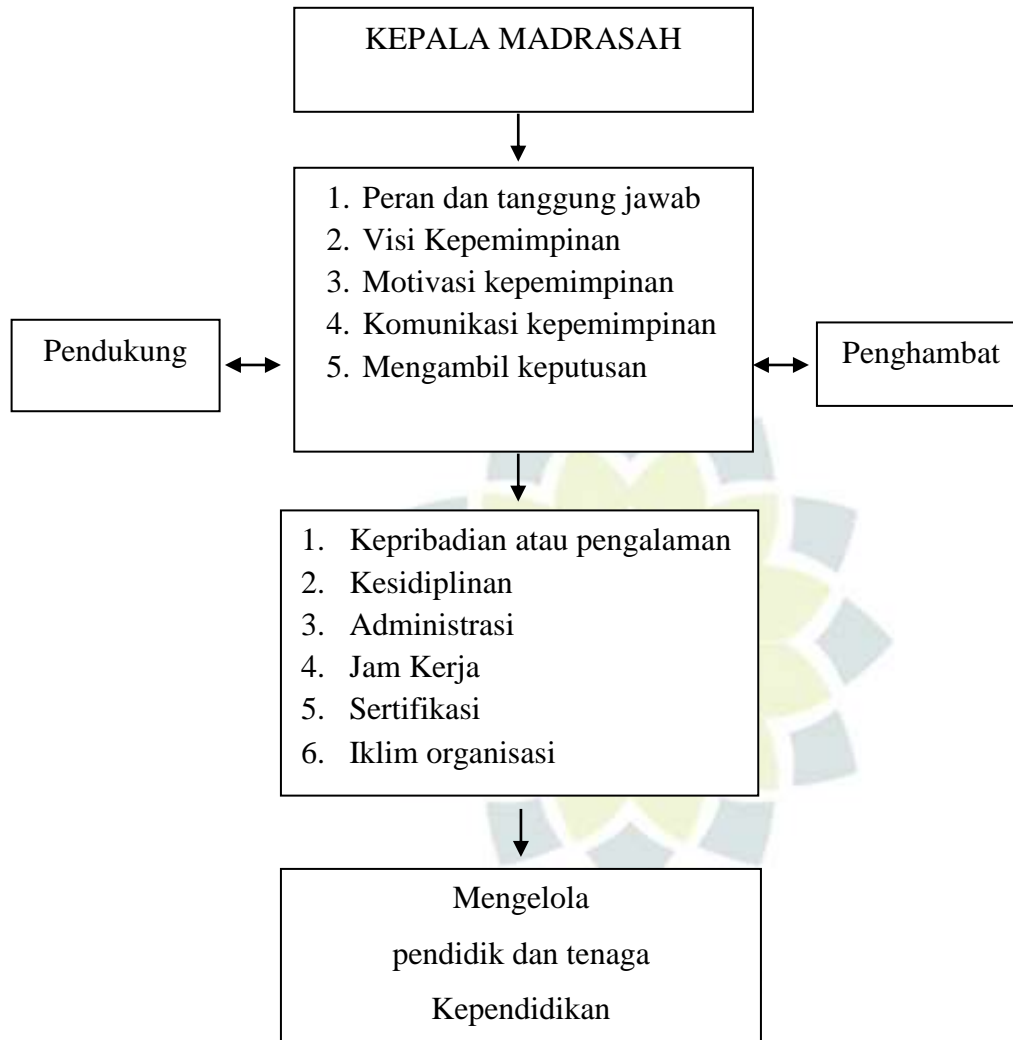 KEPALA MADRASAH
1. Peran dan tanggung jawab
2. Visi Kepemimpinan
3. Motivasi kepemimpinan
4. Komunikasi kepemimpinan
5. Mengambil keputusan
Pendukung
Penghambat
1. Kepribadian atau pengalaman
2. Kesidiplinan
3. Administrasi
4. Jam Kerja
5. Sertifikasi
6. Iklim organisasi
Mengelola
pendidik dan tenaga
Kependidikan